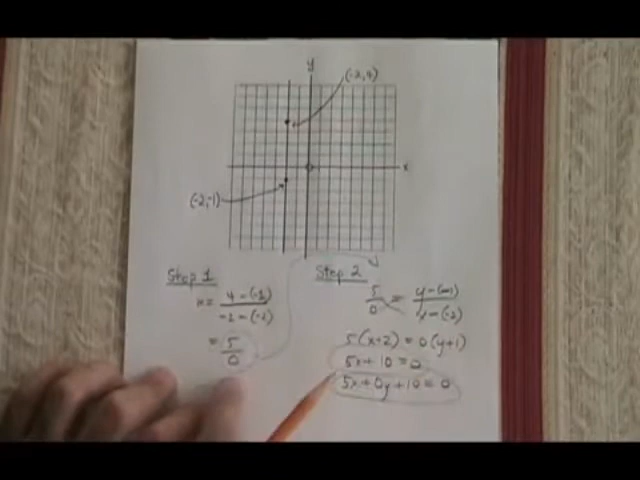 y
(-2,4)
x
0
(-2,-1)
Step 1
= 4-(-1)
-2-(-2)
= 5
0
Step 2
5 = y-(-1)
0 x-(-2)
5(x+2) = 0(y+1)
5x+10=0
5x+0y+10=0